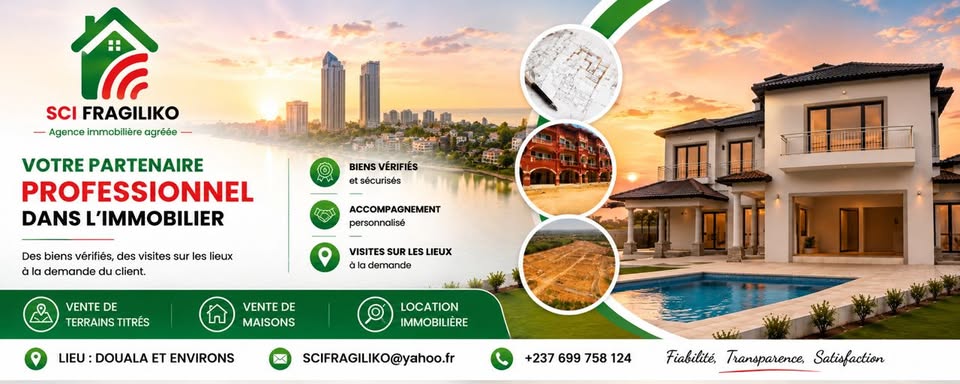 SCI FRAGILIKO
Agence immobilière agréée
VOTRE PARTENAIRE
PROFESSIONNEL
DANS L'IMMOBILIER
Des biens vérifiés, des visites sur les lieux
à la demande du client.
BIENS VÉRIFIÉS
et sécurisés
ACCOMPAGNEMENT
personnalisé
VISITES SUR LES LIEUX
à la demande
VENTE DE
TERRAINS TITRÉS
VENTE DE
MAISONS
LOCATION
IMMOBILIÈRE
LIEU : DOUALA ET ENVIRONS
SCIFRAGILIKO@yahoo.fr
+237 699 758 124
Fiabilité, Transparence, Satisfaction